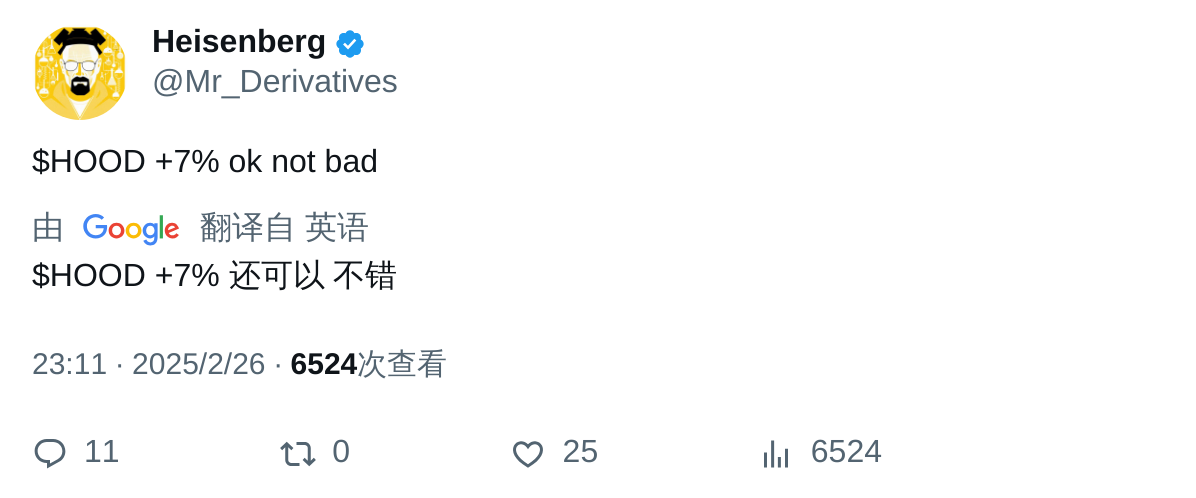 Heisenberg
@Mr_Derivatives
$HOOD +7% ok not bad
由 Google 翻译自 英语
$HOOD +7% 还可以 不错
23:11 · 2025/2/26 · 6524次查看
11 0 25 6524